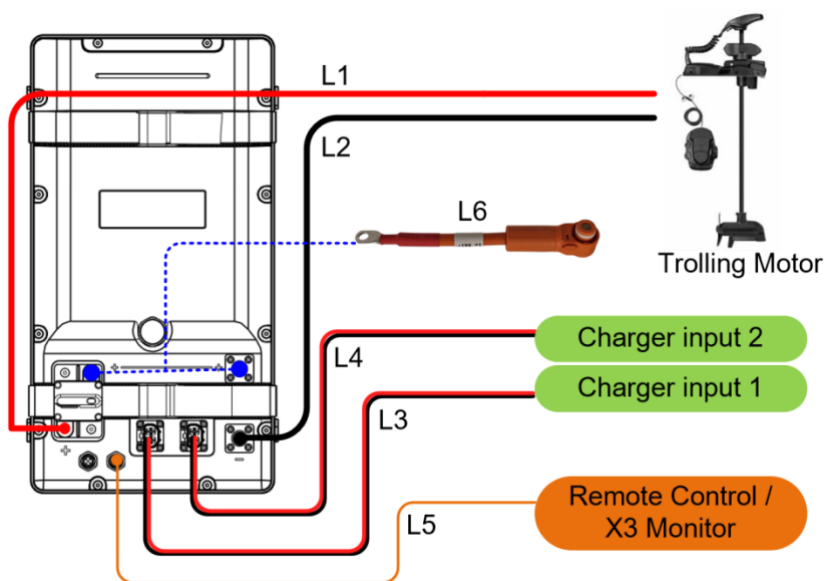 L1
L2
L6
Trolling Motor
Charger input 2
L4
Charger input 1
L3
Remote Control /
X3 Monitor
L5